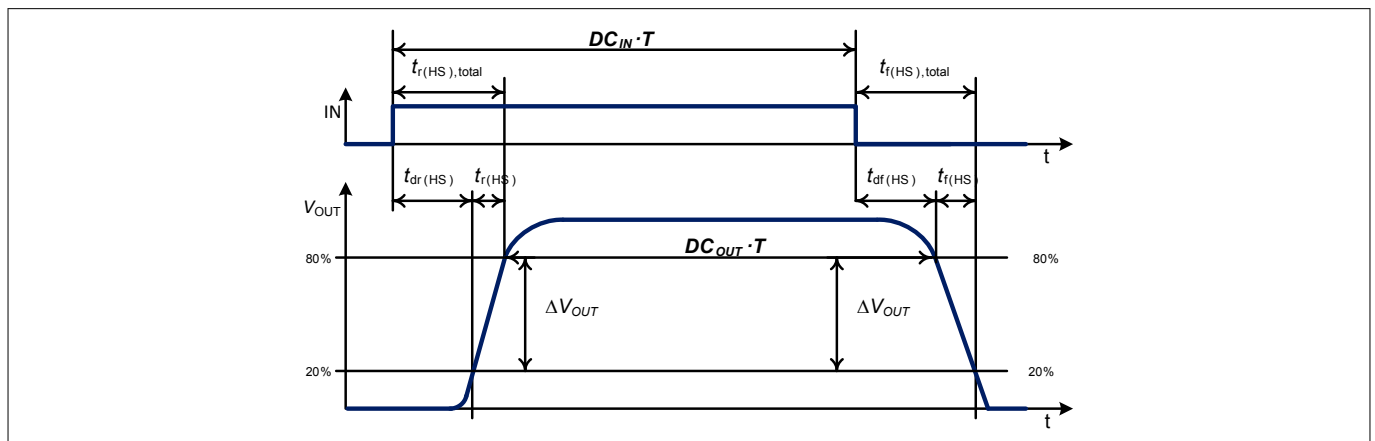 DC_IN · T
t_r(HS),total
t_f(HS),total
IN
t
t_dr(HS)
t_r(HS)
t_df(HS)
t_f(HS)
V_OUT
DC_OUT · T
80%
80%
ΔV_OUT
ΔV_OUT
20%
20%
t